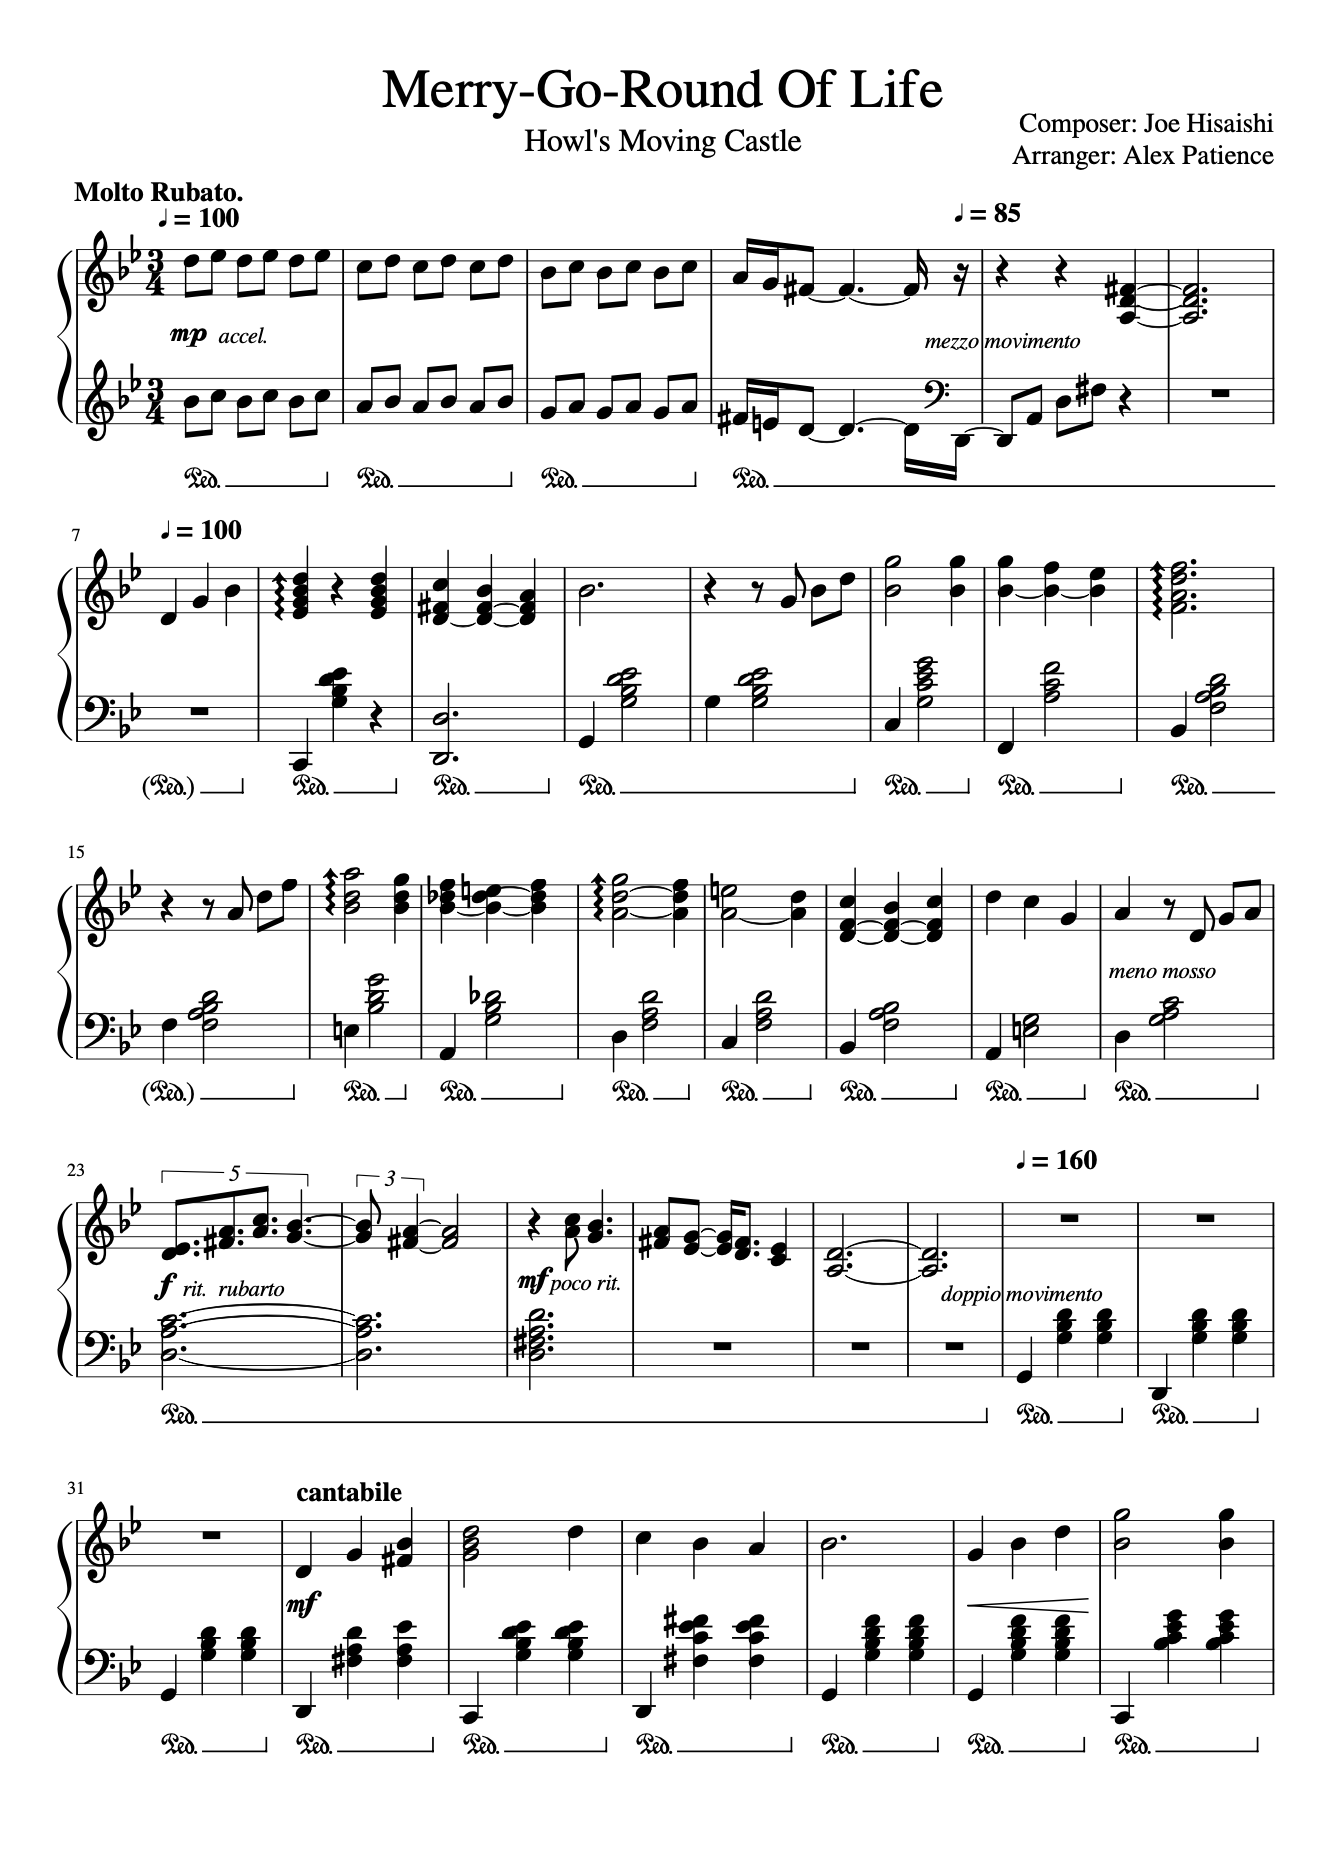 Merry-Go-Round Of Life
Howl's Moving Castle
Composer: Joe Hisaishi
Arranger: Alex Patience
Molto Rubato.
♩ = 100
♩ = 85
3
4
mp accel.
mezzo movimento
3
4
Ped. Ped. Ped. Ped.
7
♩ = 100
(Ped.) Ped. Ped. Ped. Ped. Ped. Ped.
15
meno mosso
(Ped.) Ped. Ped. Ped. Ped. Ped. Ped. Ped.
23
5 3
♩ = 160
f rit. rubarto
mf poco rit.
doppio movimento
Ped. Ped. Ped.
31
cantabile
mf
Ped. Ped. Ped. Ped. Ped. Ped. Ped.